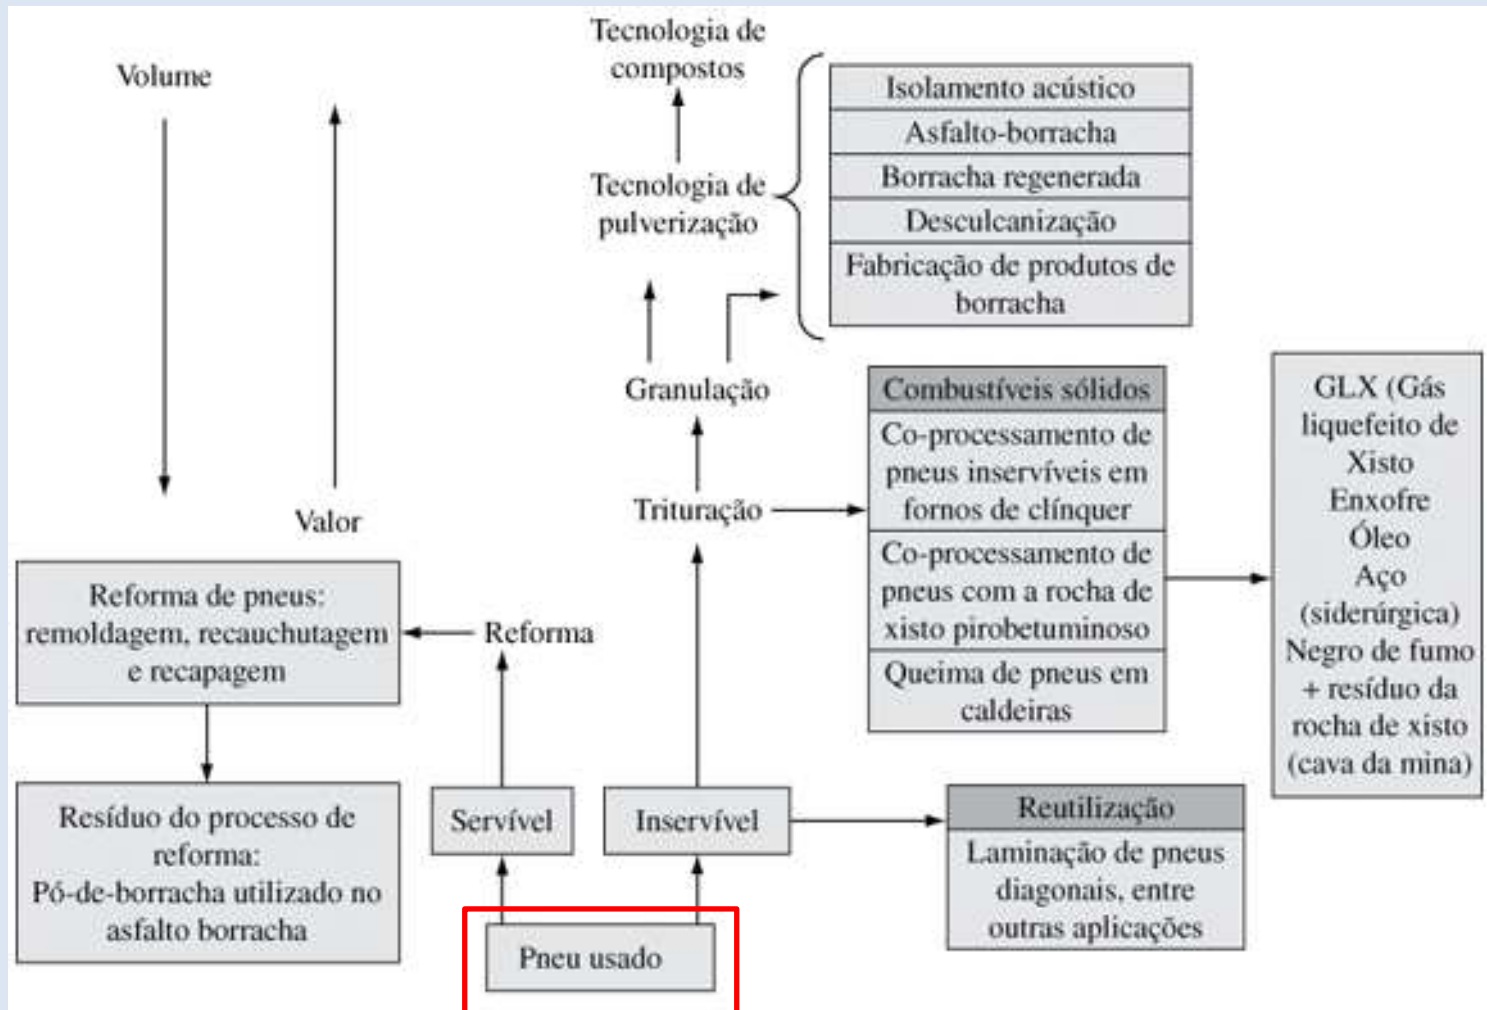 Volume
Valor
Tecnologia de
compostos
Tecnologia de
pulverização
Isolamento acústico
Asfalto-borracha
Borracha regenerada
Desculcanização
Fabricação de produtos de
borracha
Granulação
Trituração
Combustíveis sólidos
Co-processamento de
pneus inservíveis em
fornos de clínquer
Co-processamento de
pneus com a rocha de
xisto pirobetuminoso
Queima de pneus em
caldeiras
GLX (Gás
liquefeito de
Xisto
Enxofre
Óleo
Aço
(siderúrgica)
Negro de fumo
+ resíduo da
rocha de xisto
(cava da mina)
Reforma de pneus:
remoldagem, recauchutagem
e recapagem
Reforma
Resíduo do processo de
reforma:
Pó-de-borracha utilizado no
asfalto borracha
Servível
Inservível
Reutilização
Laminação de pneus
diagonais, entre
outras aplicações
Pneu usado